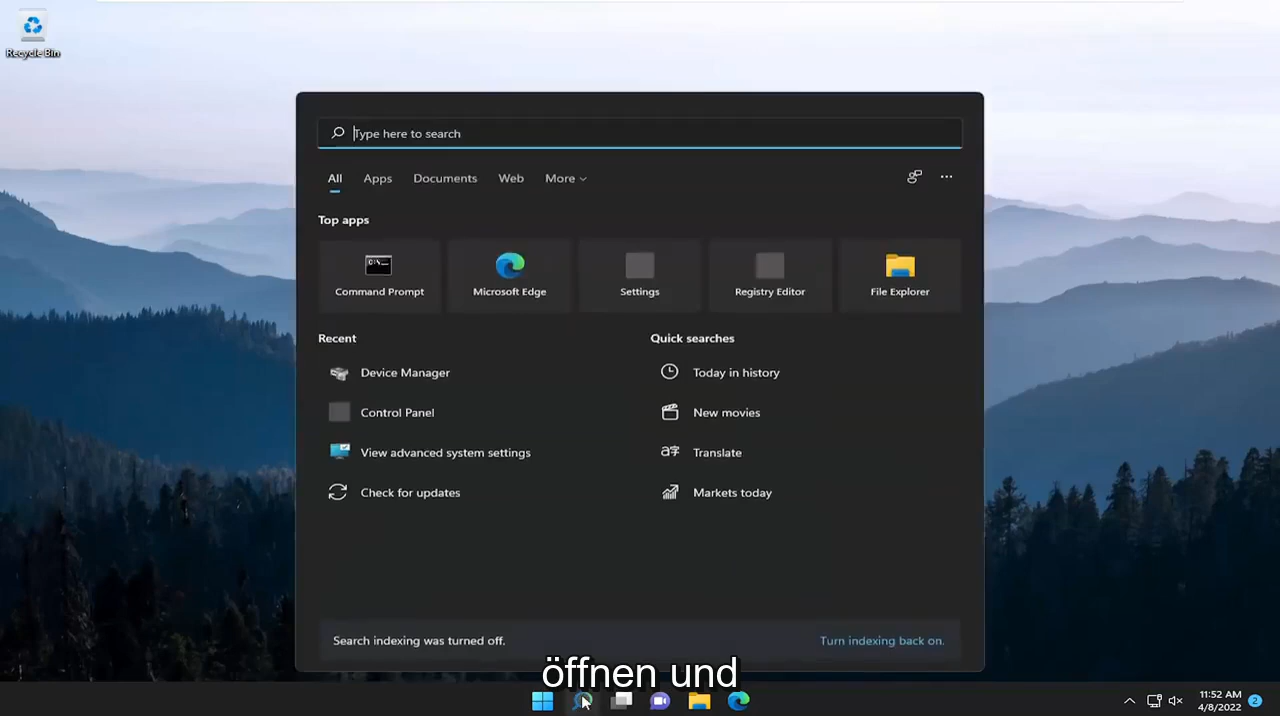 Recycle Bin
Type here to search
All Apps Documents Web More
Top apps
Command Prompt Microsoft Edge Settings Registry Editor File Explorer
Recent Quick searches
Device Manager Today in history
Control Panel New movies
View advanced system settings Translate
Check for updates Markets today
Search indexing was turned off. Turn indexing back on.
öffnen und
11:52 AM
4/8/2022 2